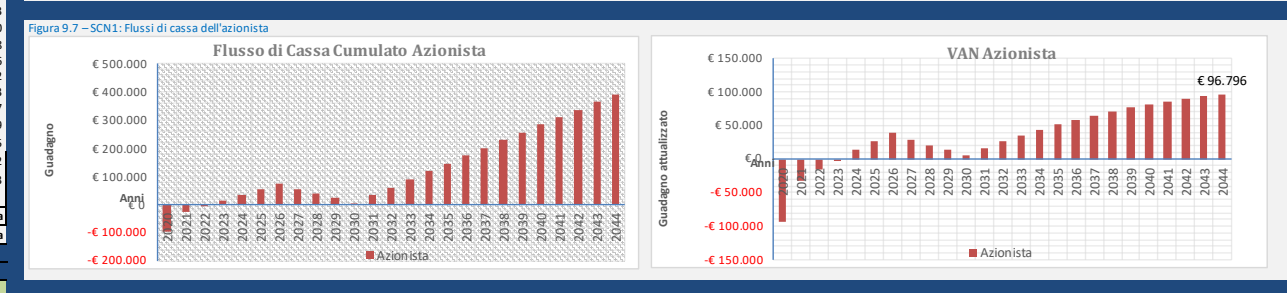 Figura 9.7 – SCN1: Flussi di cassa dell'azionista
Flusso di Cassa Cumulato Azionista
€ 500.000
€ 400.000
€ 300.000
€ 200.000
€ 100.000
€ 0
-€ 100.000
-€ 200.000
Guadagno
Anni
2020 2021 2022 2023 2024 2025 2026 2027 2028 2029 2030 2031 2032 2033 2034 2035 2036 2037 2038 2039 2040 2041 2042 2043 2044
Azionista
VAN Azionista
€ 150.000
€ 100.000
€ 50.000
€ 0
-€ 50.000
-€ 100.000
-€ 150.000
Guadagno attualizzato
Anni
€ 96.796
2020 2021 2022 2023 2024 2025 2026 2027 2028 2029 2030 2031 2032 2033 2034 2035 2036 2037 2038 2039 2040 2041 2042 2043 2044
Azionista